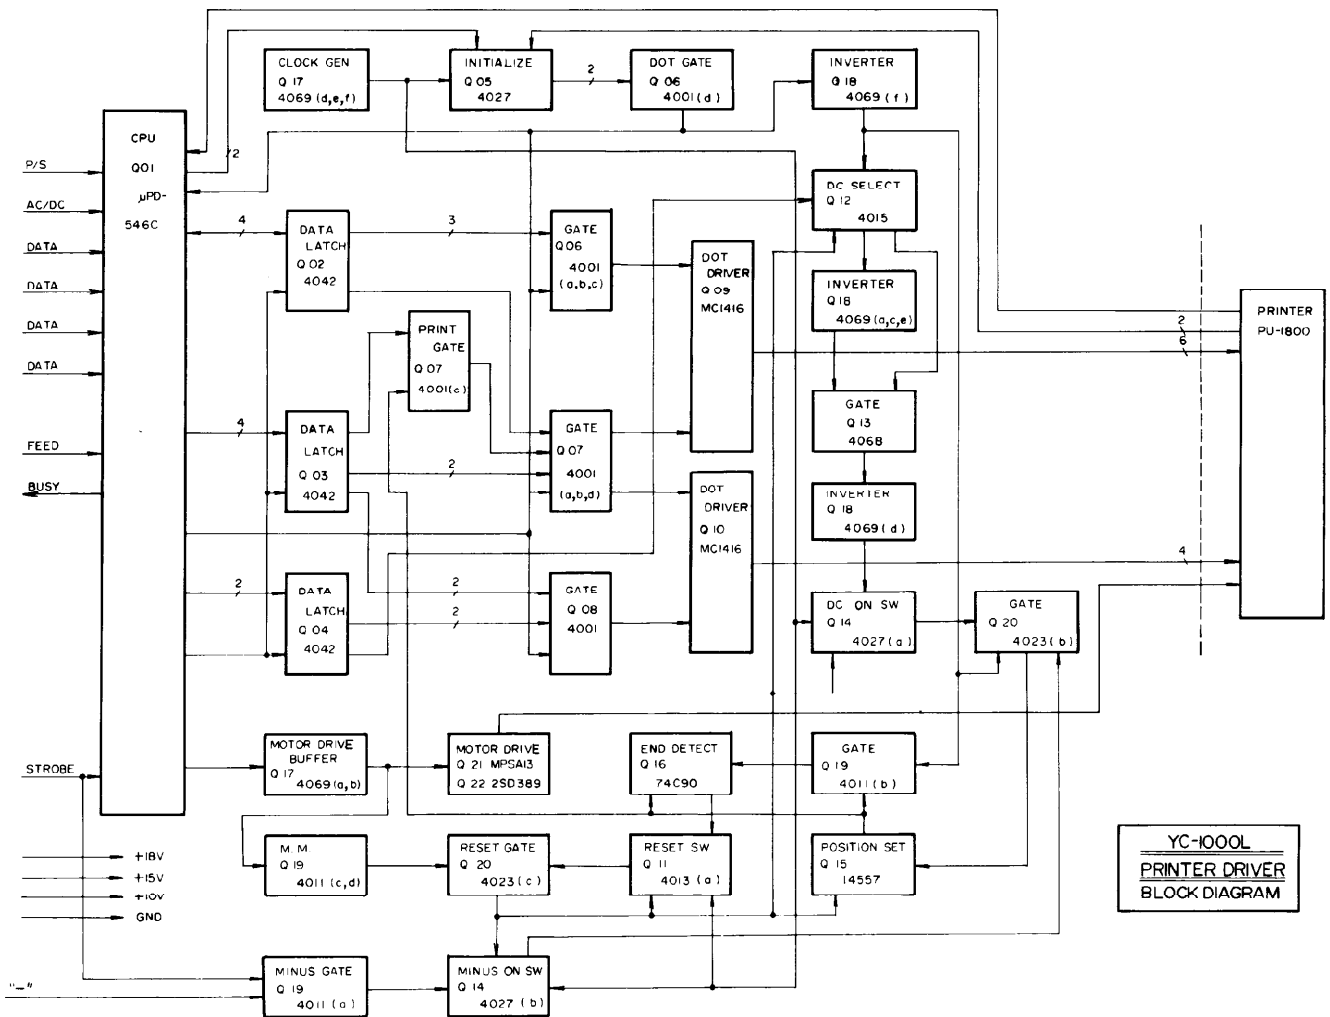 CLOCK GEN
Q 17
4069 (d,e,f)
INITIALIZE
Q 05
4027
2
DOT GATE
Q 06
4001 (d)
INVERTER
Q 18
4069 (f)
CPU
Q01
μPD-
546C
2
P/S
AC/DC
DATA
DATA
DATA
DATA
FEED
BUSY
STROBE
4
DATA
LATCH
Q 02
4042
3
GATE
Q 06
4001
(a,b,c)
DC SELECT
Q 12
4015
DOT
DRIVER
Q 09
MC1416
INVERTER
Q 18
4069 (a,c,e)
PRINT
GATE
Q 07
4001 (c)
PRINTER
PU-1800
2
6
GATE
Q 13
4068
4
DATA
LATCH
Q 03
4042
2
GATE
Q 07
4001
(a,b,d)
DOT
DRIVER
Q 10
MC1416
INVERTER
Q 18
4069 (d)
4
2
DATA
LATCH
Q 04
4042
2
2
GATE
Q 08
4001
DC ON SW
Q 14
4027 (a)
GATE
Q 20
4023 (b)
MOTOR DRIVE
BUFFER
Q 17
4069 (a,b)
MOTOR DRIVE
Q 21 MPSA13
Q 22 2SD389
END DETECT
Q 16
74C90
GATE
Q 19
4011 (b)
M. M
Q 19
4011 (c,d)
RESET GATE
Q 20
4023 (c)
RESET SW
Q 11
4013 (a)
POSITION SET
Q 15
14557
+18V
+15V
+10V
GND
YC-1000L
PRINTER DRIVER
BLOCK DIAGRAM
"—"
MINUS GATE
Q 19
4011 (a)
MINUS ON SW
Q 14
4027 (b)